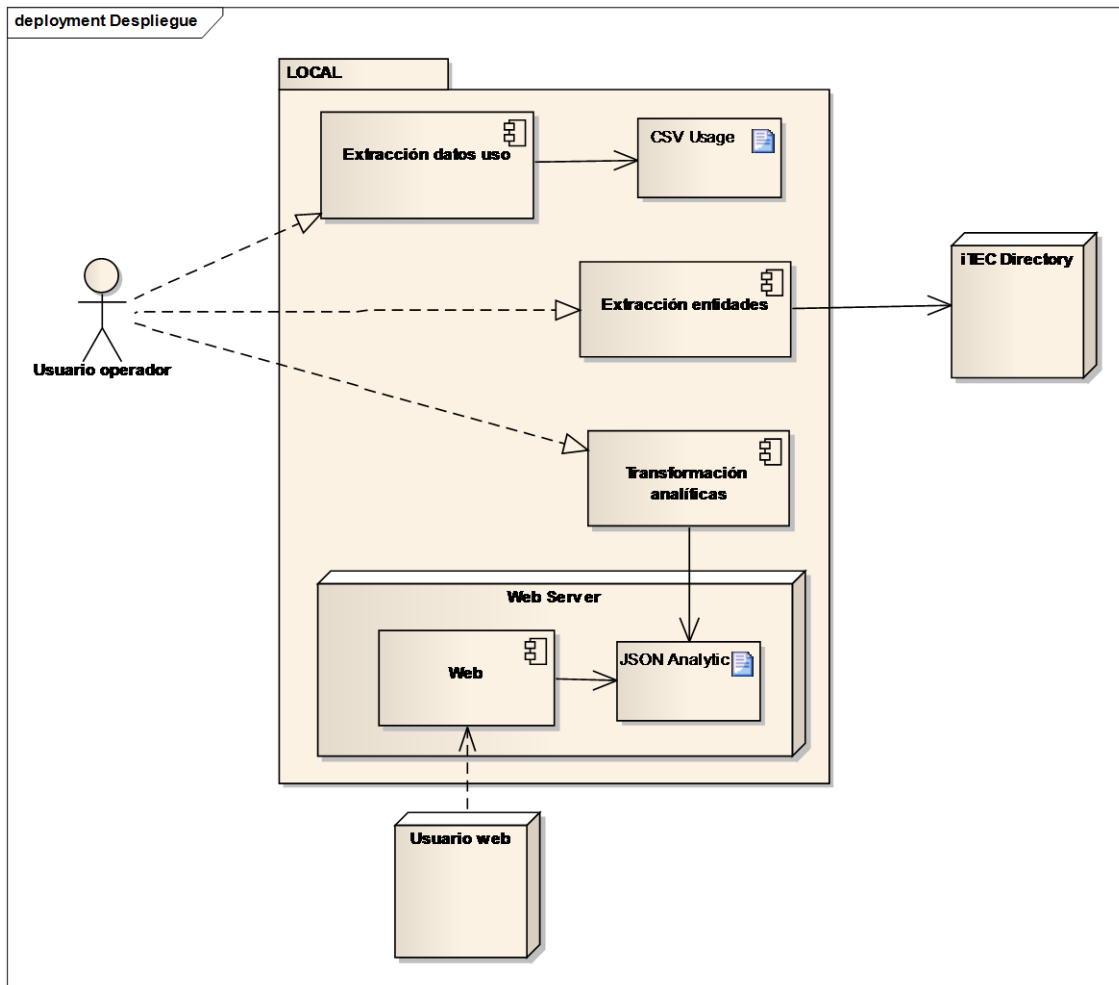 deployment Despliegue
LOCAL
Extracción datos uso
CSV Usage
iTEC Directory
Extracción entidades
Usuario operador
Transformación
analíticas
Web Server
Web
JSON Analytic
Usuario web